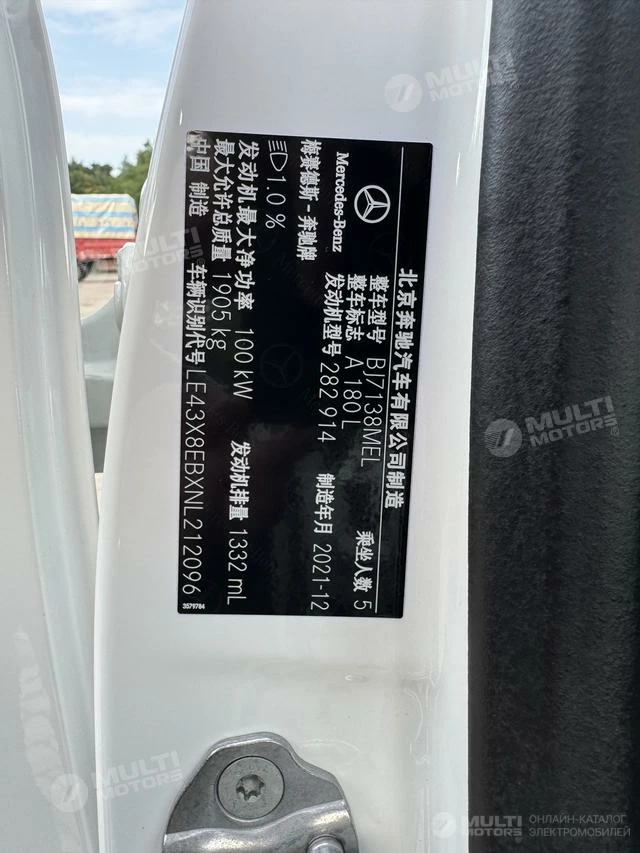 北京奔驰汽车有限公司制造
Mercedes-Benz
梅赛德斯-奔驰牌
整车型号 BJ7138MEL 乘坐人数 5
整车标志 A 180 L
发动机型号 282 914 制造年月 2021-12
1.0 %
发动机最大净功率 100 kW 发动机排量 1332 mL
最大允许总质量 1905 kg
中国 制造 车辆识别代号 LE43X8EBXNL212096
3579784
MULTI MOTORS
MULTI MOTORS
MULTI MOTORS
MULTI MOTORS
MULTI MOTORS
ОНЛАЙН-КАТАЛОГ
ЭЛЕКТРОМОБИЛЕЙ